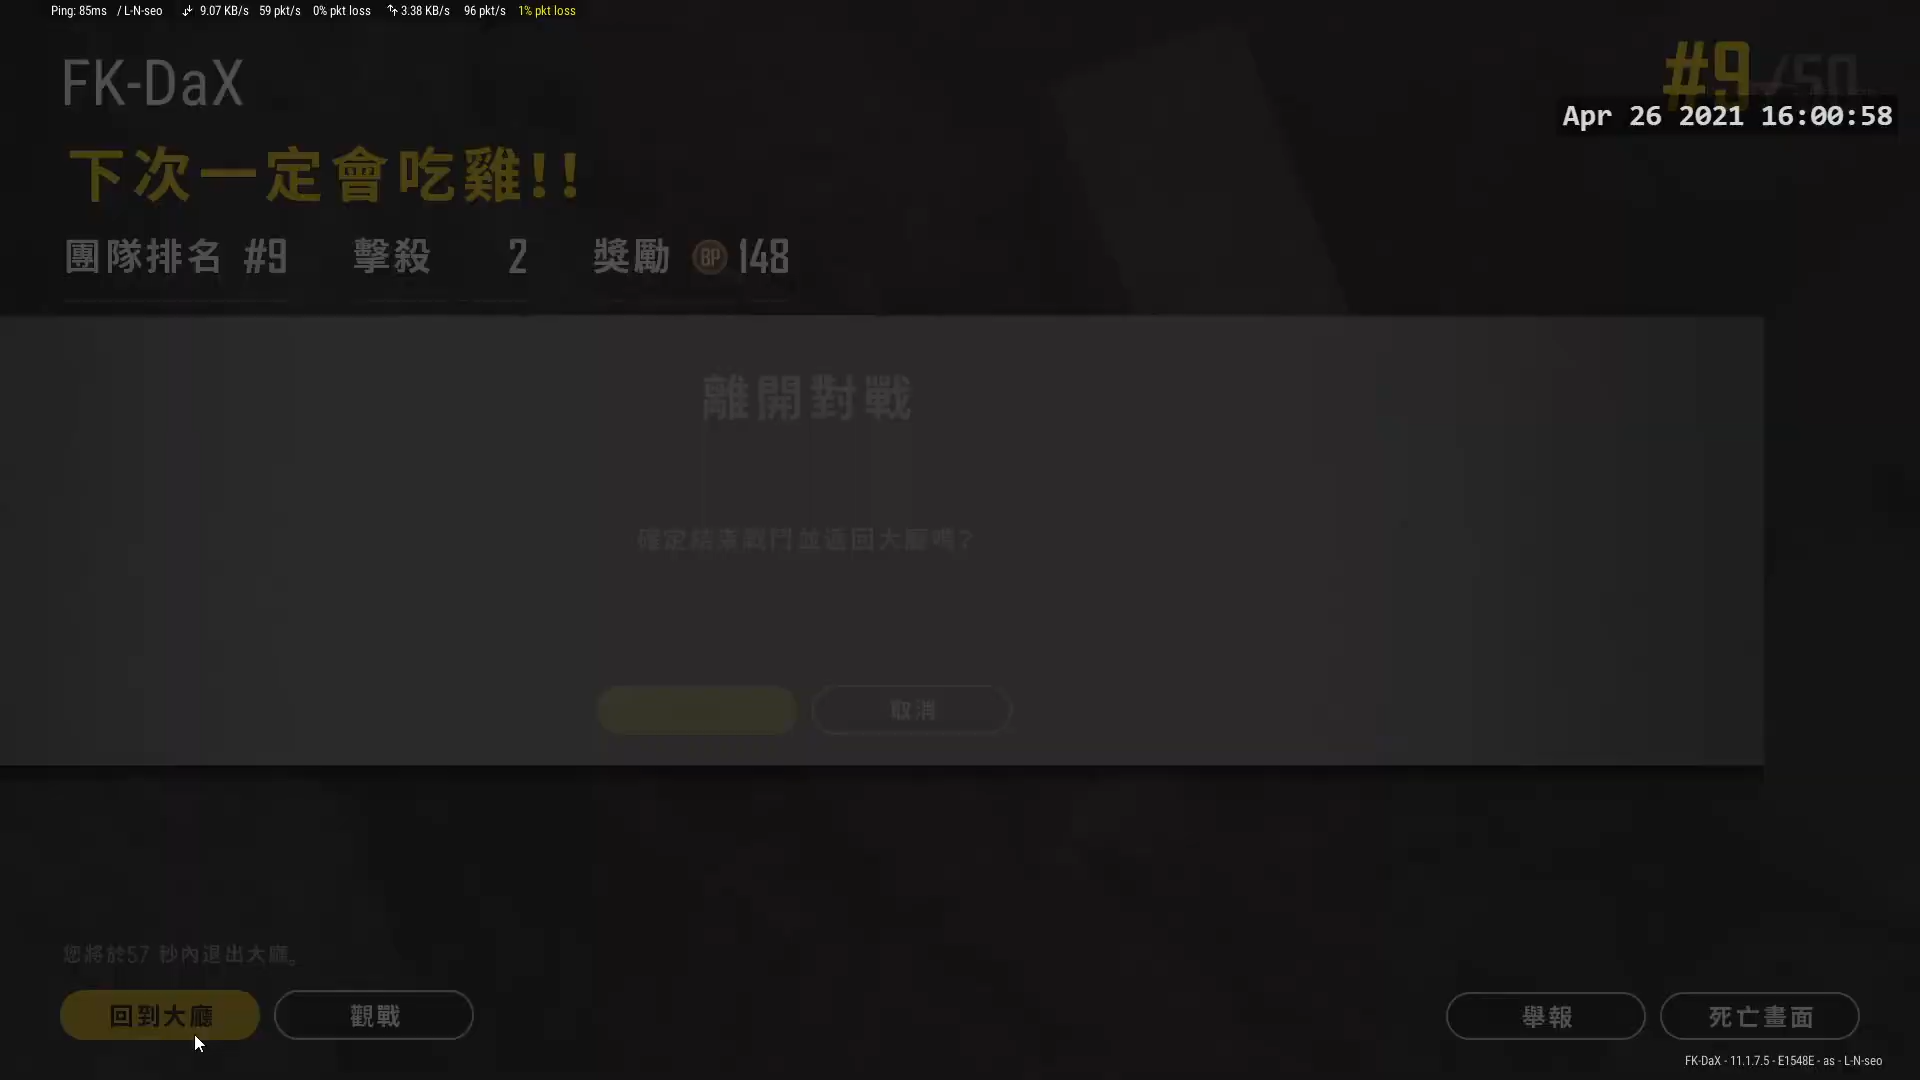 Ping: 85ms / L-N-seo 9.07 KB/s 59 pkt/s 0% pkt loss 3.38 KB/s 96 pkt/s 1% pkt loss
FK-DaX
#9/50
Apr 26 2021 16:00:58
下次一定會吃雞!!
團隊排名 #9 擊殺 2 獎勵 BP 148
離開對戰
確定結束戰鬥並返回大廳嗎?
取消
您將於57 秒內退出大廳。
回到大廳 觀戰 舉報 死亡畫面
FK-DaX - 11.1.7.5 - E1548E - as - L-N-seo